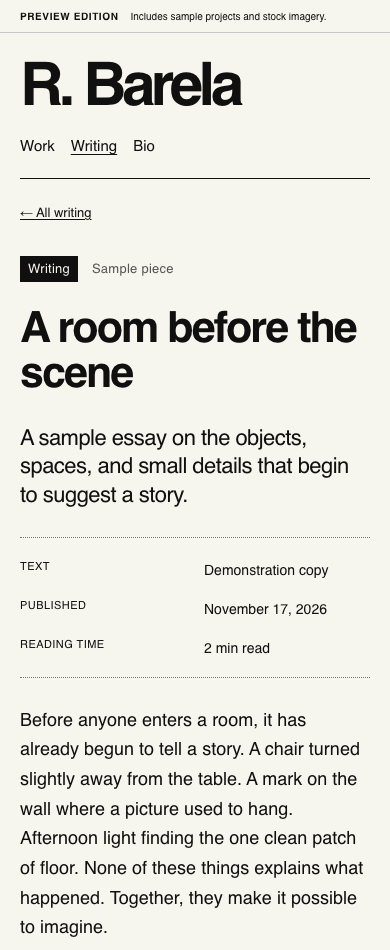 PREVIEW EDITION Includes sample projects and stock imagery.
R. Barela
Work Writing Bio
← All writing
Writing Sample piece
A room before the
scene
A sample essay on the objects,
spaces, and small details that begin
to suggest a story.
TEXT Demonstration copy
PUBLISHED November 17, 2026
READING TIME 2 min read
Before anyone enters a room, it has
already begun to tell a story. A chair turned
slightly away from the table. A mark on the
wall where a picture used to hang.
Afternoon light finding the one clean patch
of floor. None of these things explains what
happened. Together, they make it possible
to imagine.